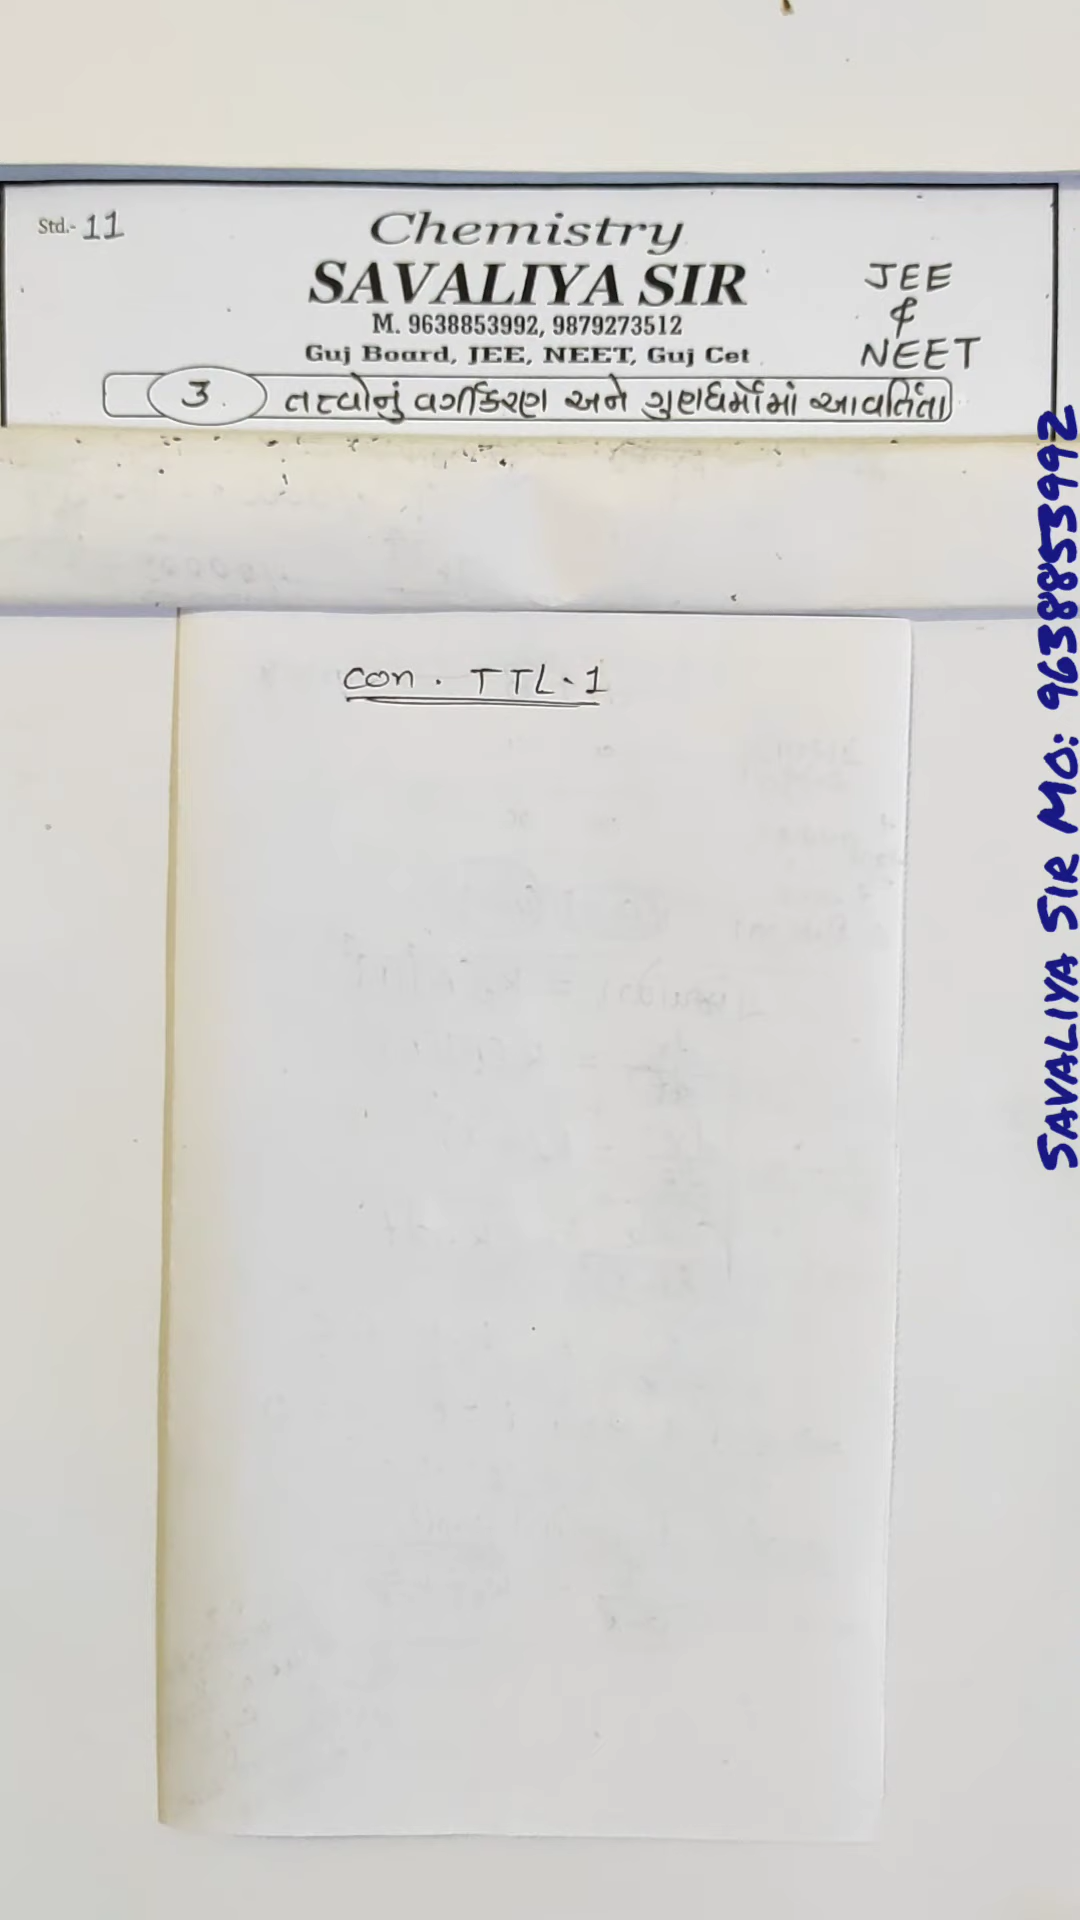 Std.- 11
Chemistry
SAVALIYA SIR
M. 9638853992, 9879273512
Guj Board, JEE, NEET, Guj Cet
JEE
&
NEET
3. તત્વોનું વર્ગીકરણ અને ગુણધર્મોમાં આવર્તિતા
con. TTL-1
SAVALIYA SIR MO: 9638853992